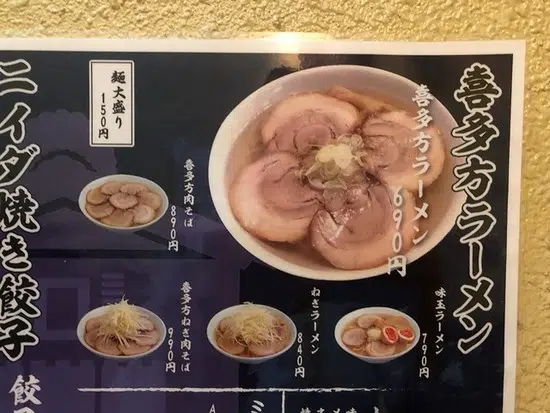 喜多方ラーメン
喜多方ラーメン
690円
麺大盛り
150円
喜多方肉そば
890円
味玉ラーメン
790円
ねぎラーメン
840円
喜多方ねぎ肉そば
990円
ニイダ焼き餃子
餃子